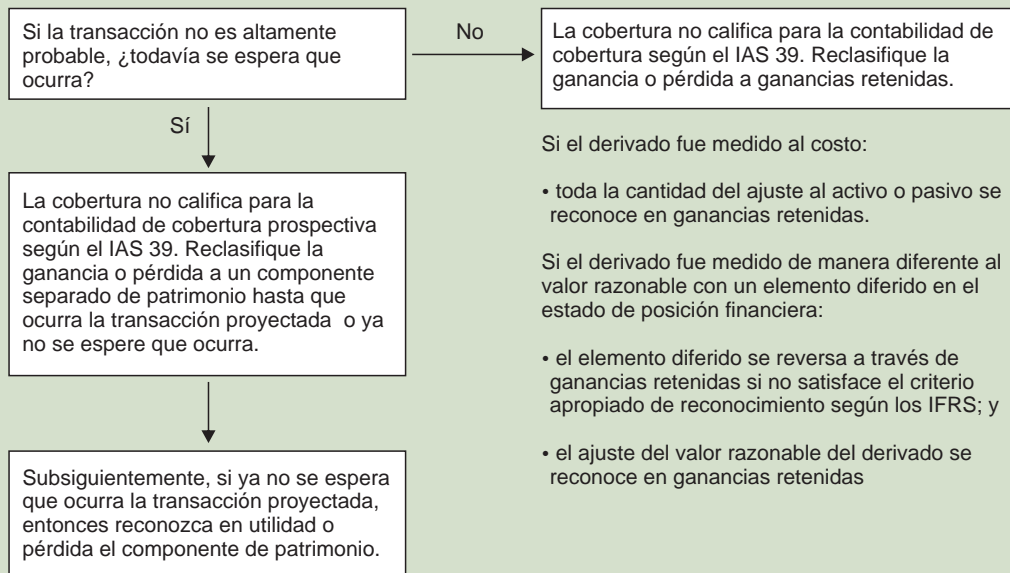 Si la transacción no es altamente
probable, ¿todavía se espera que
ocurra?
No
La cobertura no califica para la contabilidad de
cobertura según el IAS 39. Reclasifique la
ganancia o pérdida a ganancias retenidas.
Sí
La cobertura no califica para la
contabilidad de cobertura prospectiva
según el IAS 39. Reclasifique la
ganancia o pérdida a un componente
separado de patrimonio hasta que
ocurra la transacción proyectada o ya
no se espere que ocurra.
Subsiguientemente, si ya no se espera
que ocurra la transacción proyectada,
entonces reconozca en utilidad o
pérdida el componente de patrimonio.
Si el derivado fue medido al costo:
• toda la cantidad del ajuste al activo o pasivo se
reconoce en ganancias retenidas.
Si el derivado fue medido de manera diferente al
valor razonable con un elemento diferido en el
estado de posición financiera:
• el elemento diferido se reversa a través de
ganancias retenidas si no satisface el criterio
apropiado de reconocimiento según los IFRS; y
• el ajuste del valor razonable del derivado se
reconoce en ganancias retenidas